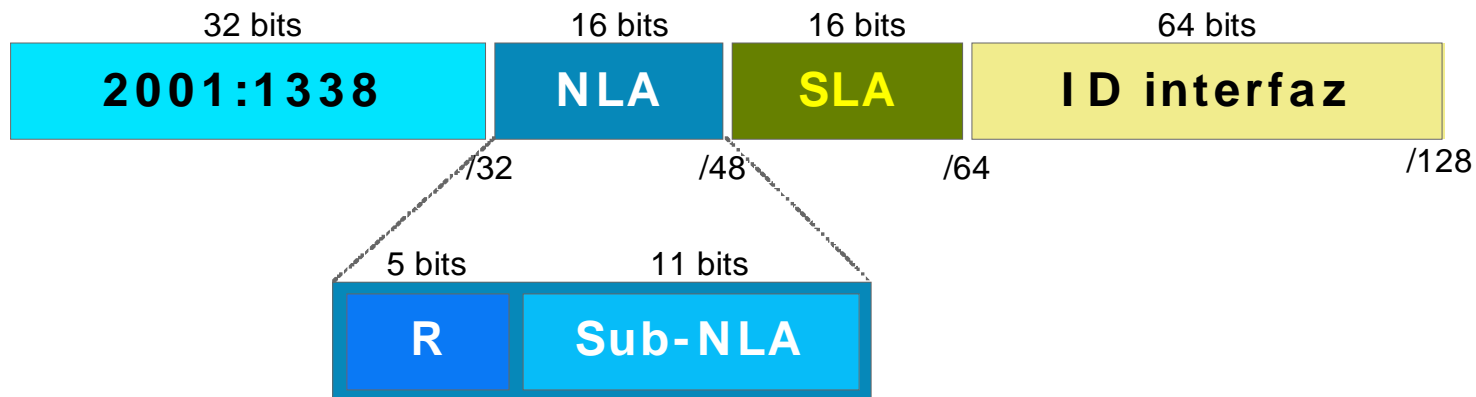 32 bits 16 bits 16 bits 64 bits
2001:1338 NLA SLA ID interfaz
/32 /48 /64 /128
5 bits 11 bits
R Sub-NLA